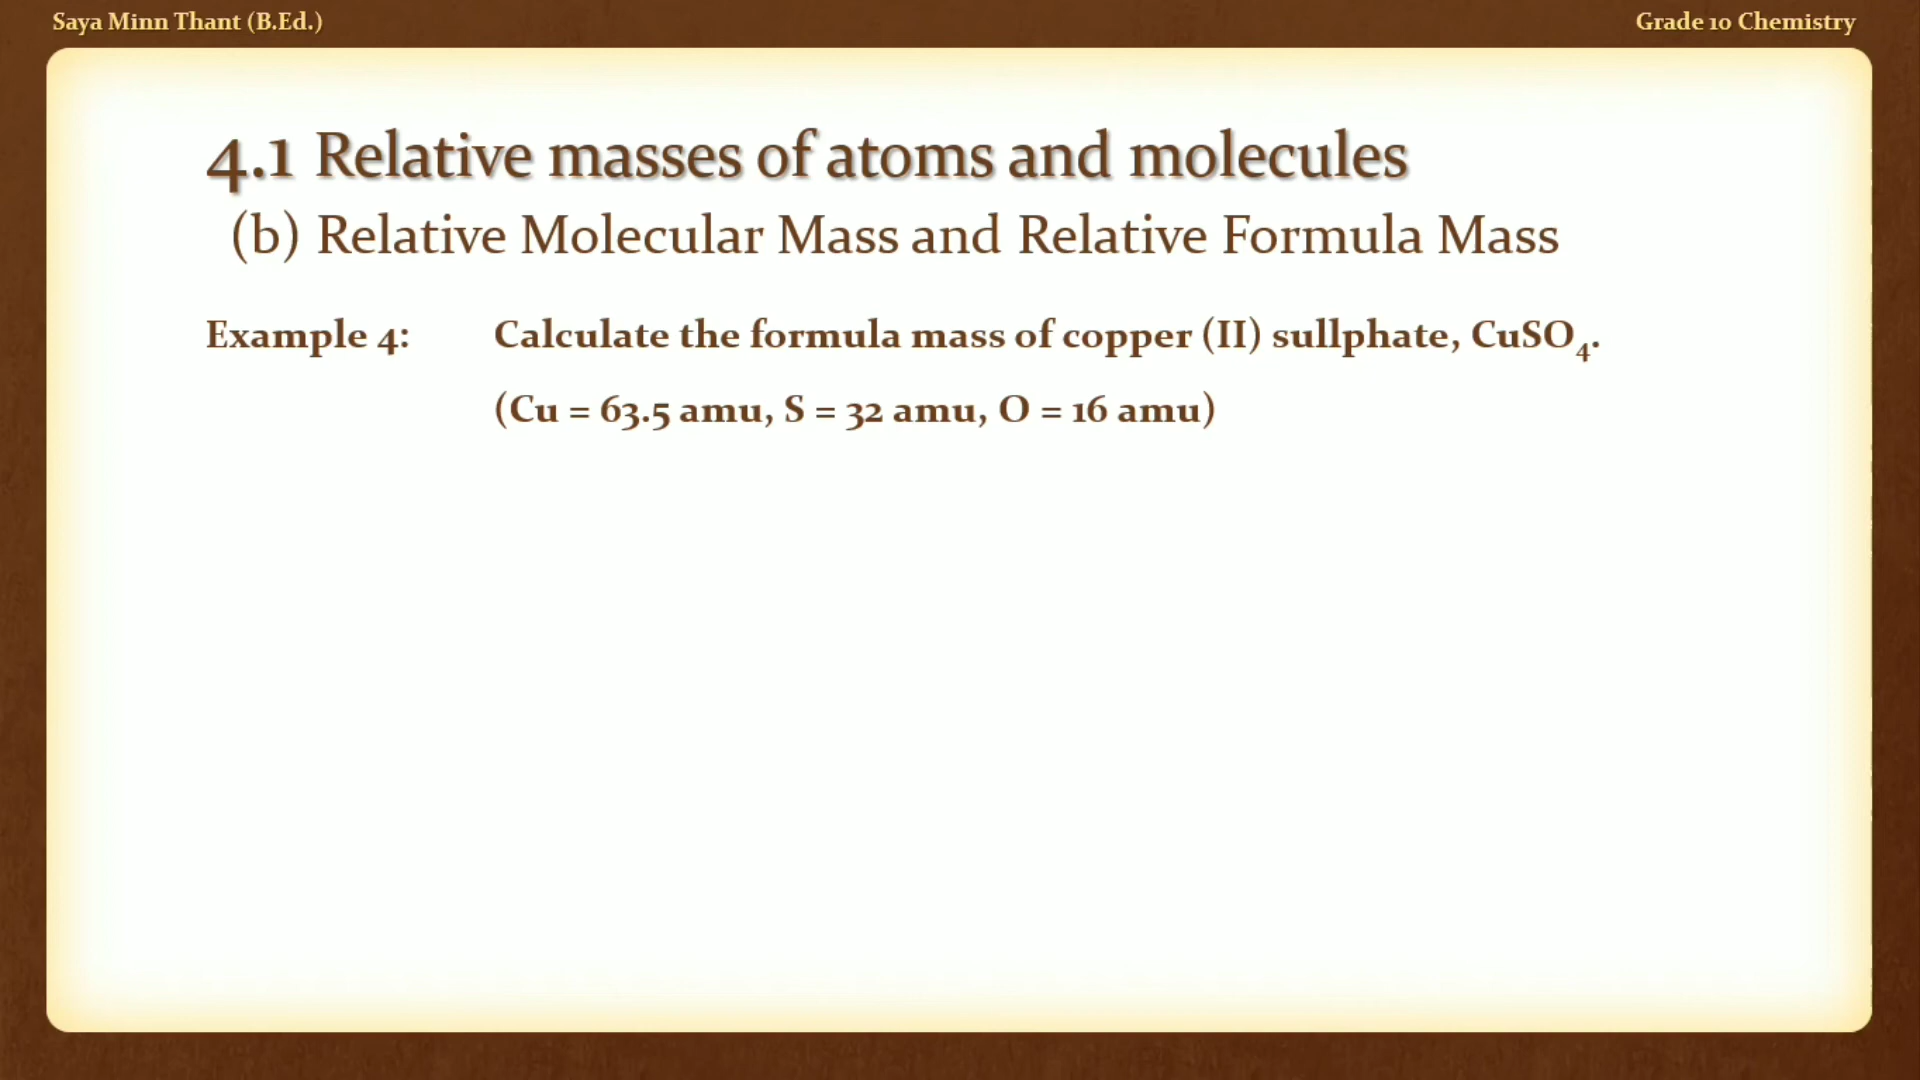 Saya Minn Thant (B.Ed.)
Grade 10 Chemistry
4.1 Relative masses of atoms and molecules
(b) Relative Molecular Mass and Relative Formula Mass
Example 4: Calculate the formula mass of copper (II) sullphate, CuSO₄.
(Cu = 63.5 amu, S = 32 amu, O = 16 amu)